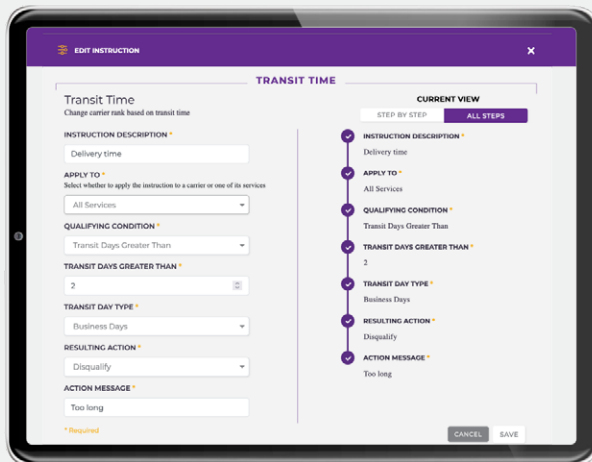 EDIT INSTRUCTION
TRANSIT TIME
Transit Time
Change carrier rank based on transit time
INSTRUCTION DESCRIPTION *
Delivery time
APPLY TO *
Select whether to apply the instruction to a carrier or one of its services
All Services
QUALIFYING CONDITION *
Transit Days Greater Than
TRANSIT DAYS GREATER THAN *
2
TRANSIT DAY TYPE *
Business Days
RESULTING ACTION *
Disqualify
ACTION MESSAGE *
Too long
* Required
CURRENT VIEW
STEP BY STEP ALL STEPS
INSTRUCTION DESCRIPTION *
Delivery time
APPLY TO *
All Services
QUALIFYING CONDITION *
Transit Days Greater Than
TRANSIT DAYS GREATER THAN *
2
TRANSIT DAY TYPE *
Business Days
RESULTING ACTION *
Disqualify
ACTION MESSAGE *
Too long
CANCEL SAVE